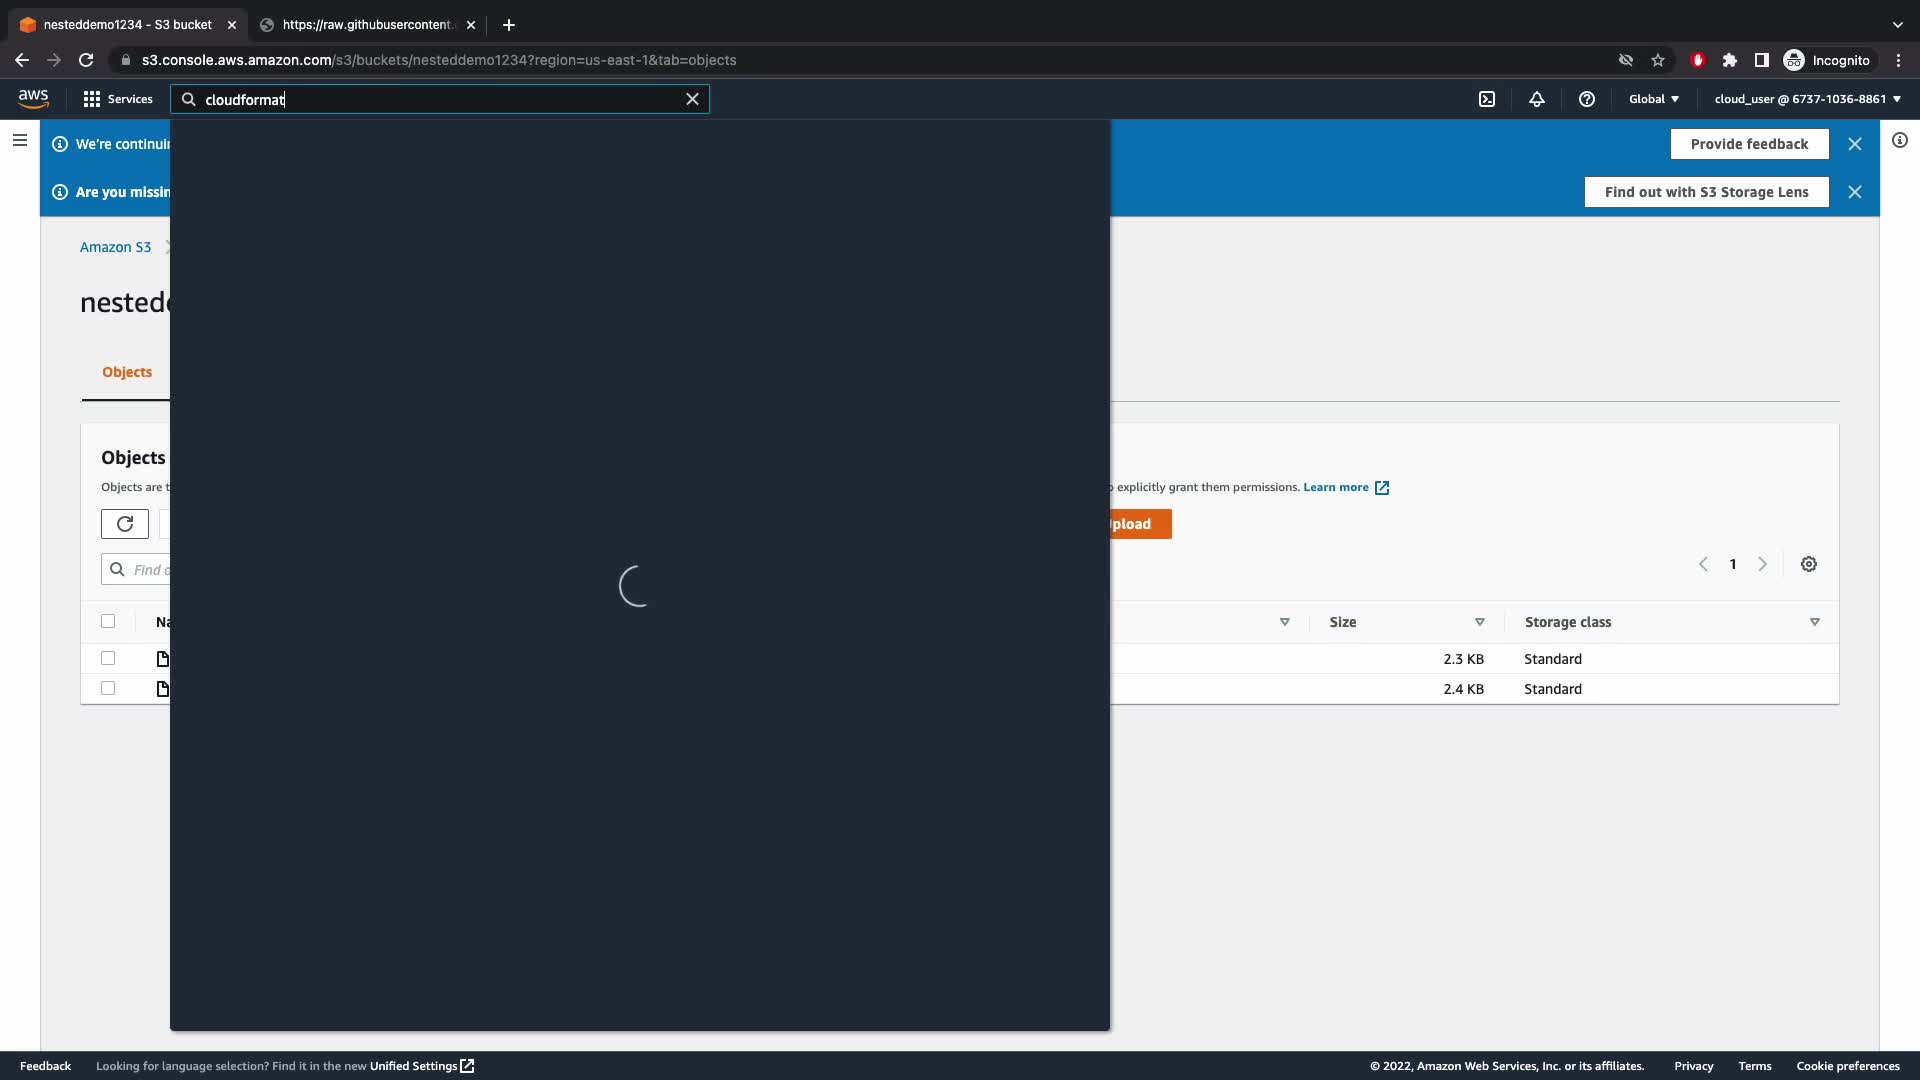 nesteddemo1234 - S3 bucket
https://raw.githubusercontent.
s3.console.aws.amazon.com/s3/buckets/nesteddemo1234?region=us-east-1&tab=objects
Incognito
aws
Services
cloudformat
Global
cloud_user @ 6737-1036-8861
We're continuin
Provide feedback
Are you missin
Find out with S3 Storage Lens
Amazon S3
nestedd
Objects
Objects
Objects are t
o explicitly grant them permissions. Learn more
pload
Find o
1
Na
Size
Storage class
2.3 KB
Standard
2.4 KB
Standard
Feedback
Looking for language selection? Find it in the new Unified Settings
© 2022, Amazon Web Services, Inc. or its affiliates.
Privacy
Terms
Cookie preferences